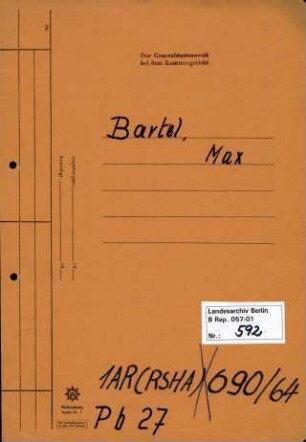 Der Generalstaatsanwalt
bei dem Kammergericht
Bartel,
Max
Landesarchiv Berlin
B Rep. 057-01
Nr.: 592
1AR(RSHA) 690/64
Pb 27